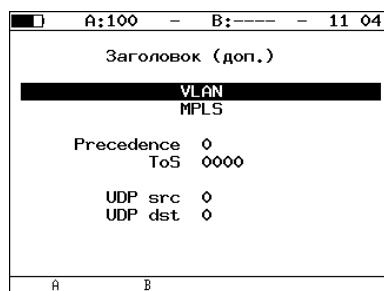 A:100 – B:---- – 11 04
Заголовок (доп.)
VLAN
MPLS
Precedence 0
ToS 0000
UDP src 0
UDP dst 0
A B